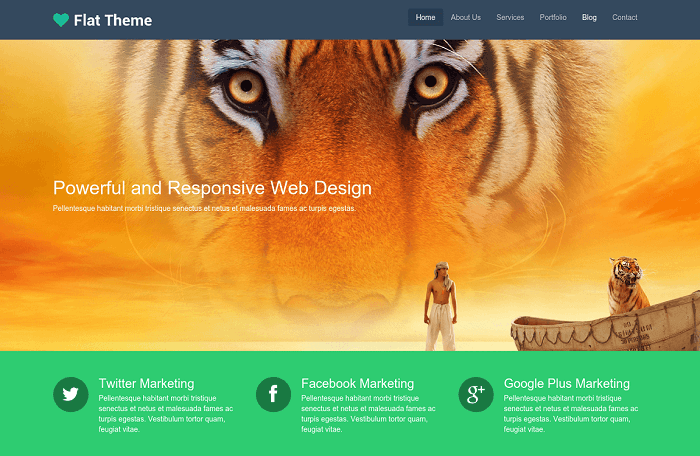 Flat Theme
Home About Us Services Portfolio Blog Contact
Powerful and Responsive Web Design
Pellentesque habitant morbi tristique senectus et netus et malesuada fames ac turpis egestas.
Twitter Marketing
Pellentesque habitant morbi tristique
senectus et netus et malesuada fames ac
turpis egestas. Vestibulum tortor quam,
feugiat vitae.
Facebook Marketing
Pellentesque habitant morbi tristique
senectus et netus et malesuada fames ac
turpis egestas. Vestibulum tortor quam,
feugiat vitae.
Google Plus Marketing
Pellentesque habitant morbi tristique
senectus et netus et malesuada fames ac
turpis egestas. Vestibulum tortor quam,
feugiat vitae.